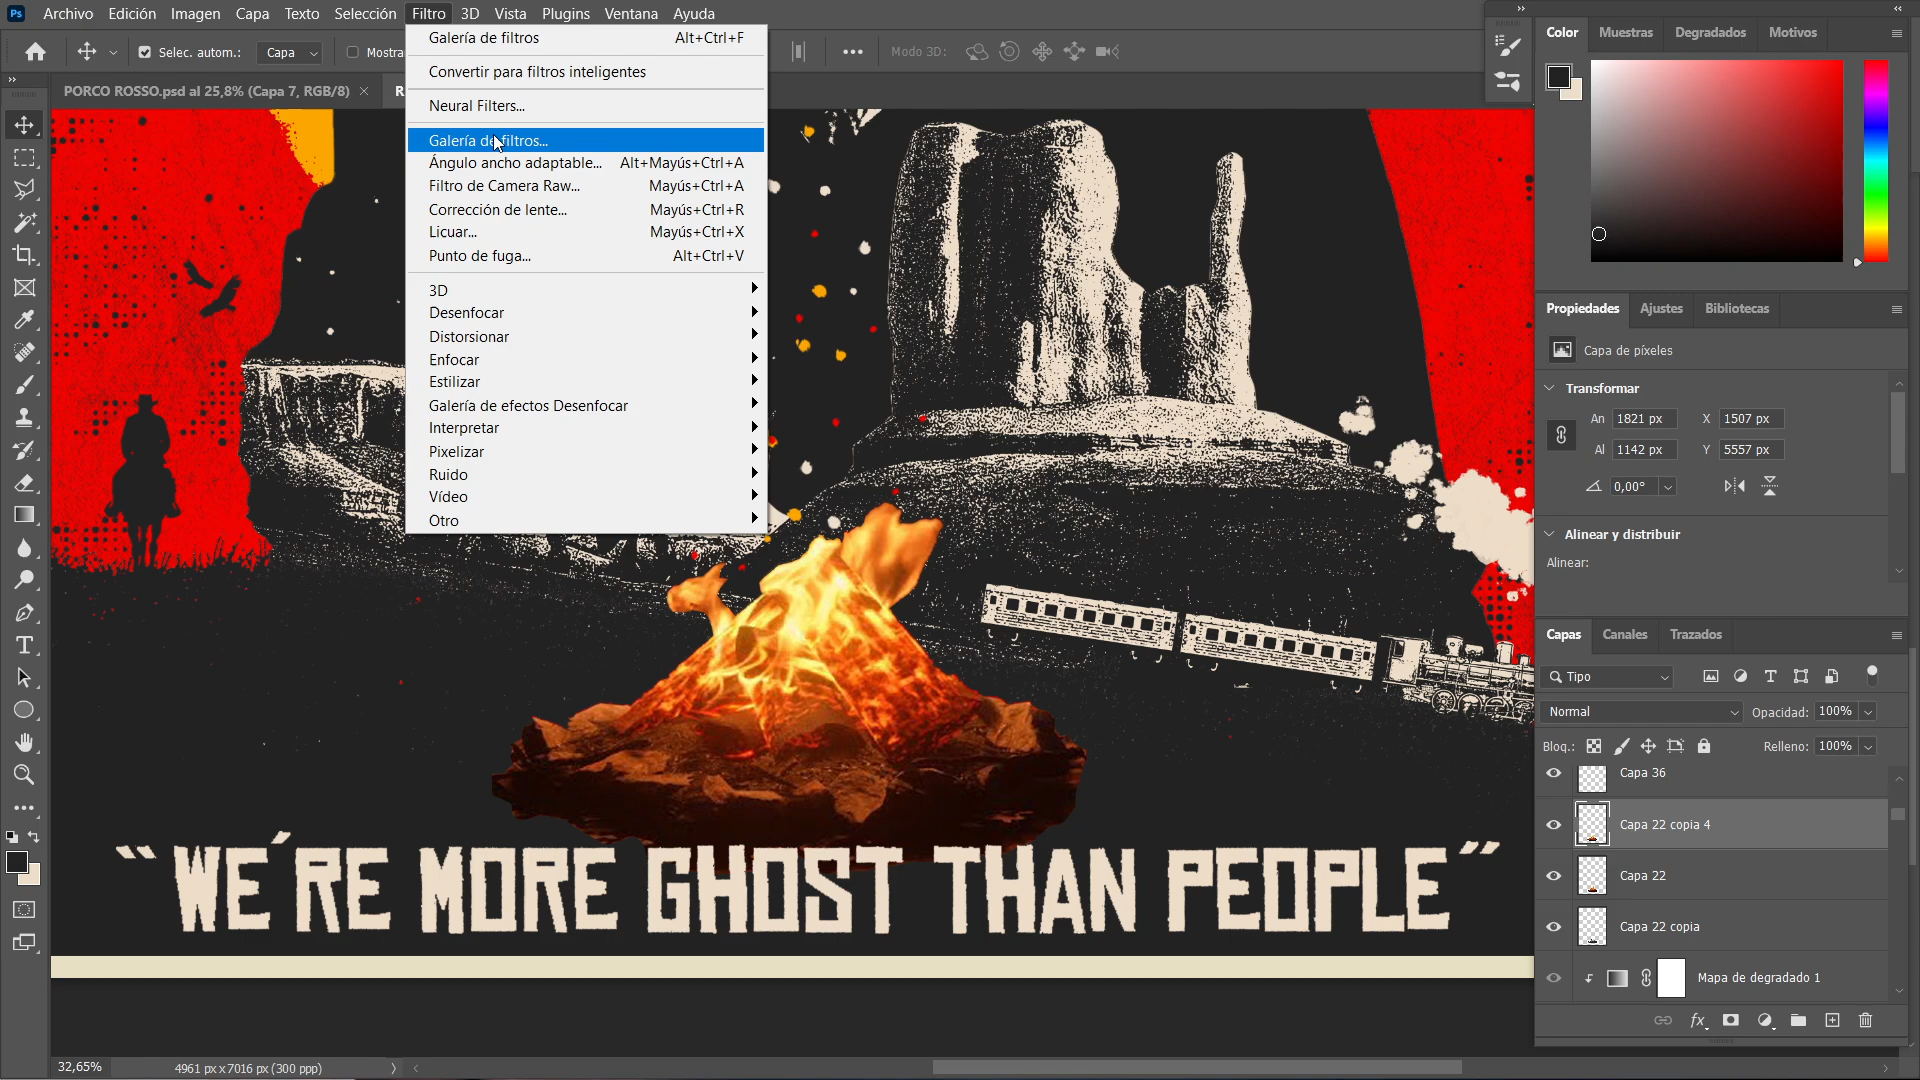 Ps Archivo Edición Imagen Capa Texto Selección Filtro 3D Vista Plugins Ventana Ayuda
Selec. autom.: Capa Mostra Modo 3D:
PORCO ROSSO.psd al 25,8% (Capa 7, RGB/8) × R
Galería de filtros Alt+Ctrl+F
Convertir para filtros inteligentes
Neural Filters...
Galería de filtros...
Ángulo ancho adaptable... Alt+Mayús+Ctrl+A
Filtro de Camera Raw... Mayús+Ctrl+A
Corrección de lente... Mayús+Ctrl+R
Licuar... Mayús+Ctrl+X
Punto de fuga... Alt+Ctrl+V
3D
Desenfocar
Distorsionar
Enfocar
Estilizar
Galería de efectos Desenfocar
Interpretar
Pixelizar
Ruido
Vídeo
Otro
"WE´RE MORE GHOST THAN PEOPLE"
32,65% 4961 px x 7016 px (300 ppp)
Color Muestras Degradados Motivos
Propiedades Ajustes Bibliotecas
Capa de píxeles
Transformar
An 1821 px X 1507 px
Al 1142 px Y 5557 px
0,00°
Alinear y distribuir
Alinear:
Capas Canales Trazados
Tipo
Normal Opacidad: 100%
Bloq.: Relleno: 100%
Capa 36
Capa 22 copia 4
Capa 22
Capa 22 copia
Mapa de degradado 1
fx